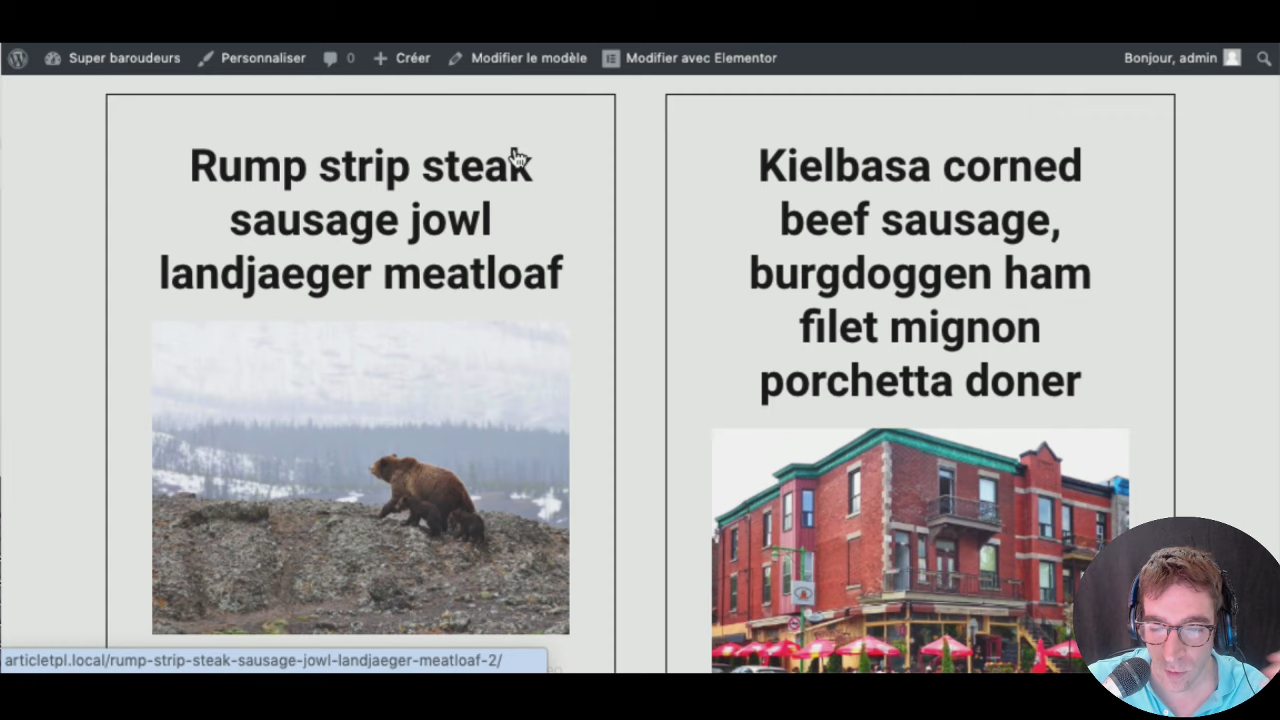 Super baroudeurs Personnaliser 0 Créer Modifier le modèle Modifier avec Elementor Bonjour, admin
Rump strip steak
sausage jowl
landjaeger meatloaf
Kielbasa corned
beef sausage,
burgdoggen ham
filet mignon
porchetta doner
articletpl.local/rump-strip-steak-sausage-jowl-landjaeger-meatloaf-2/